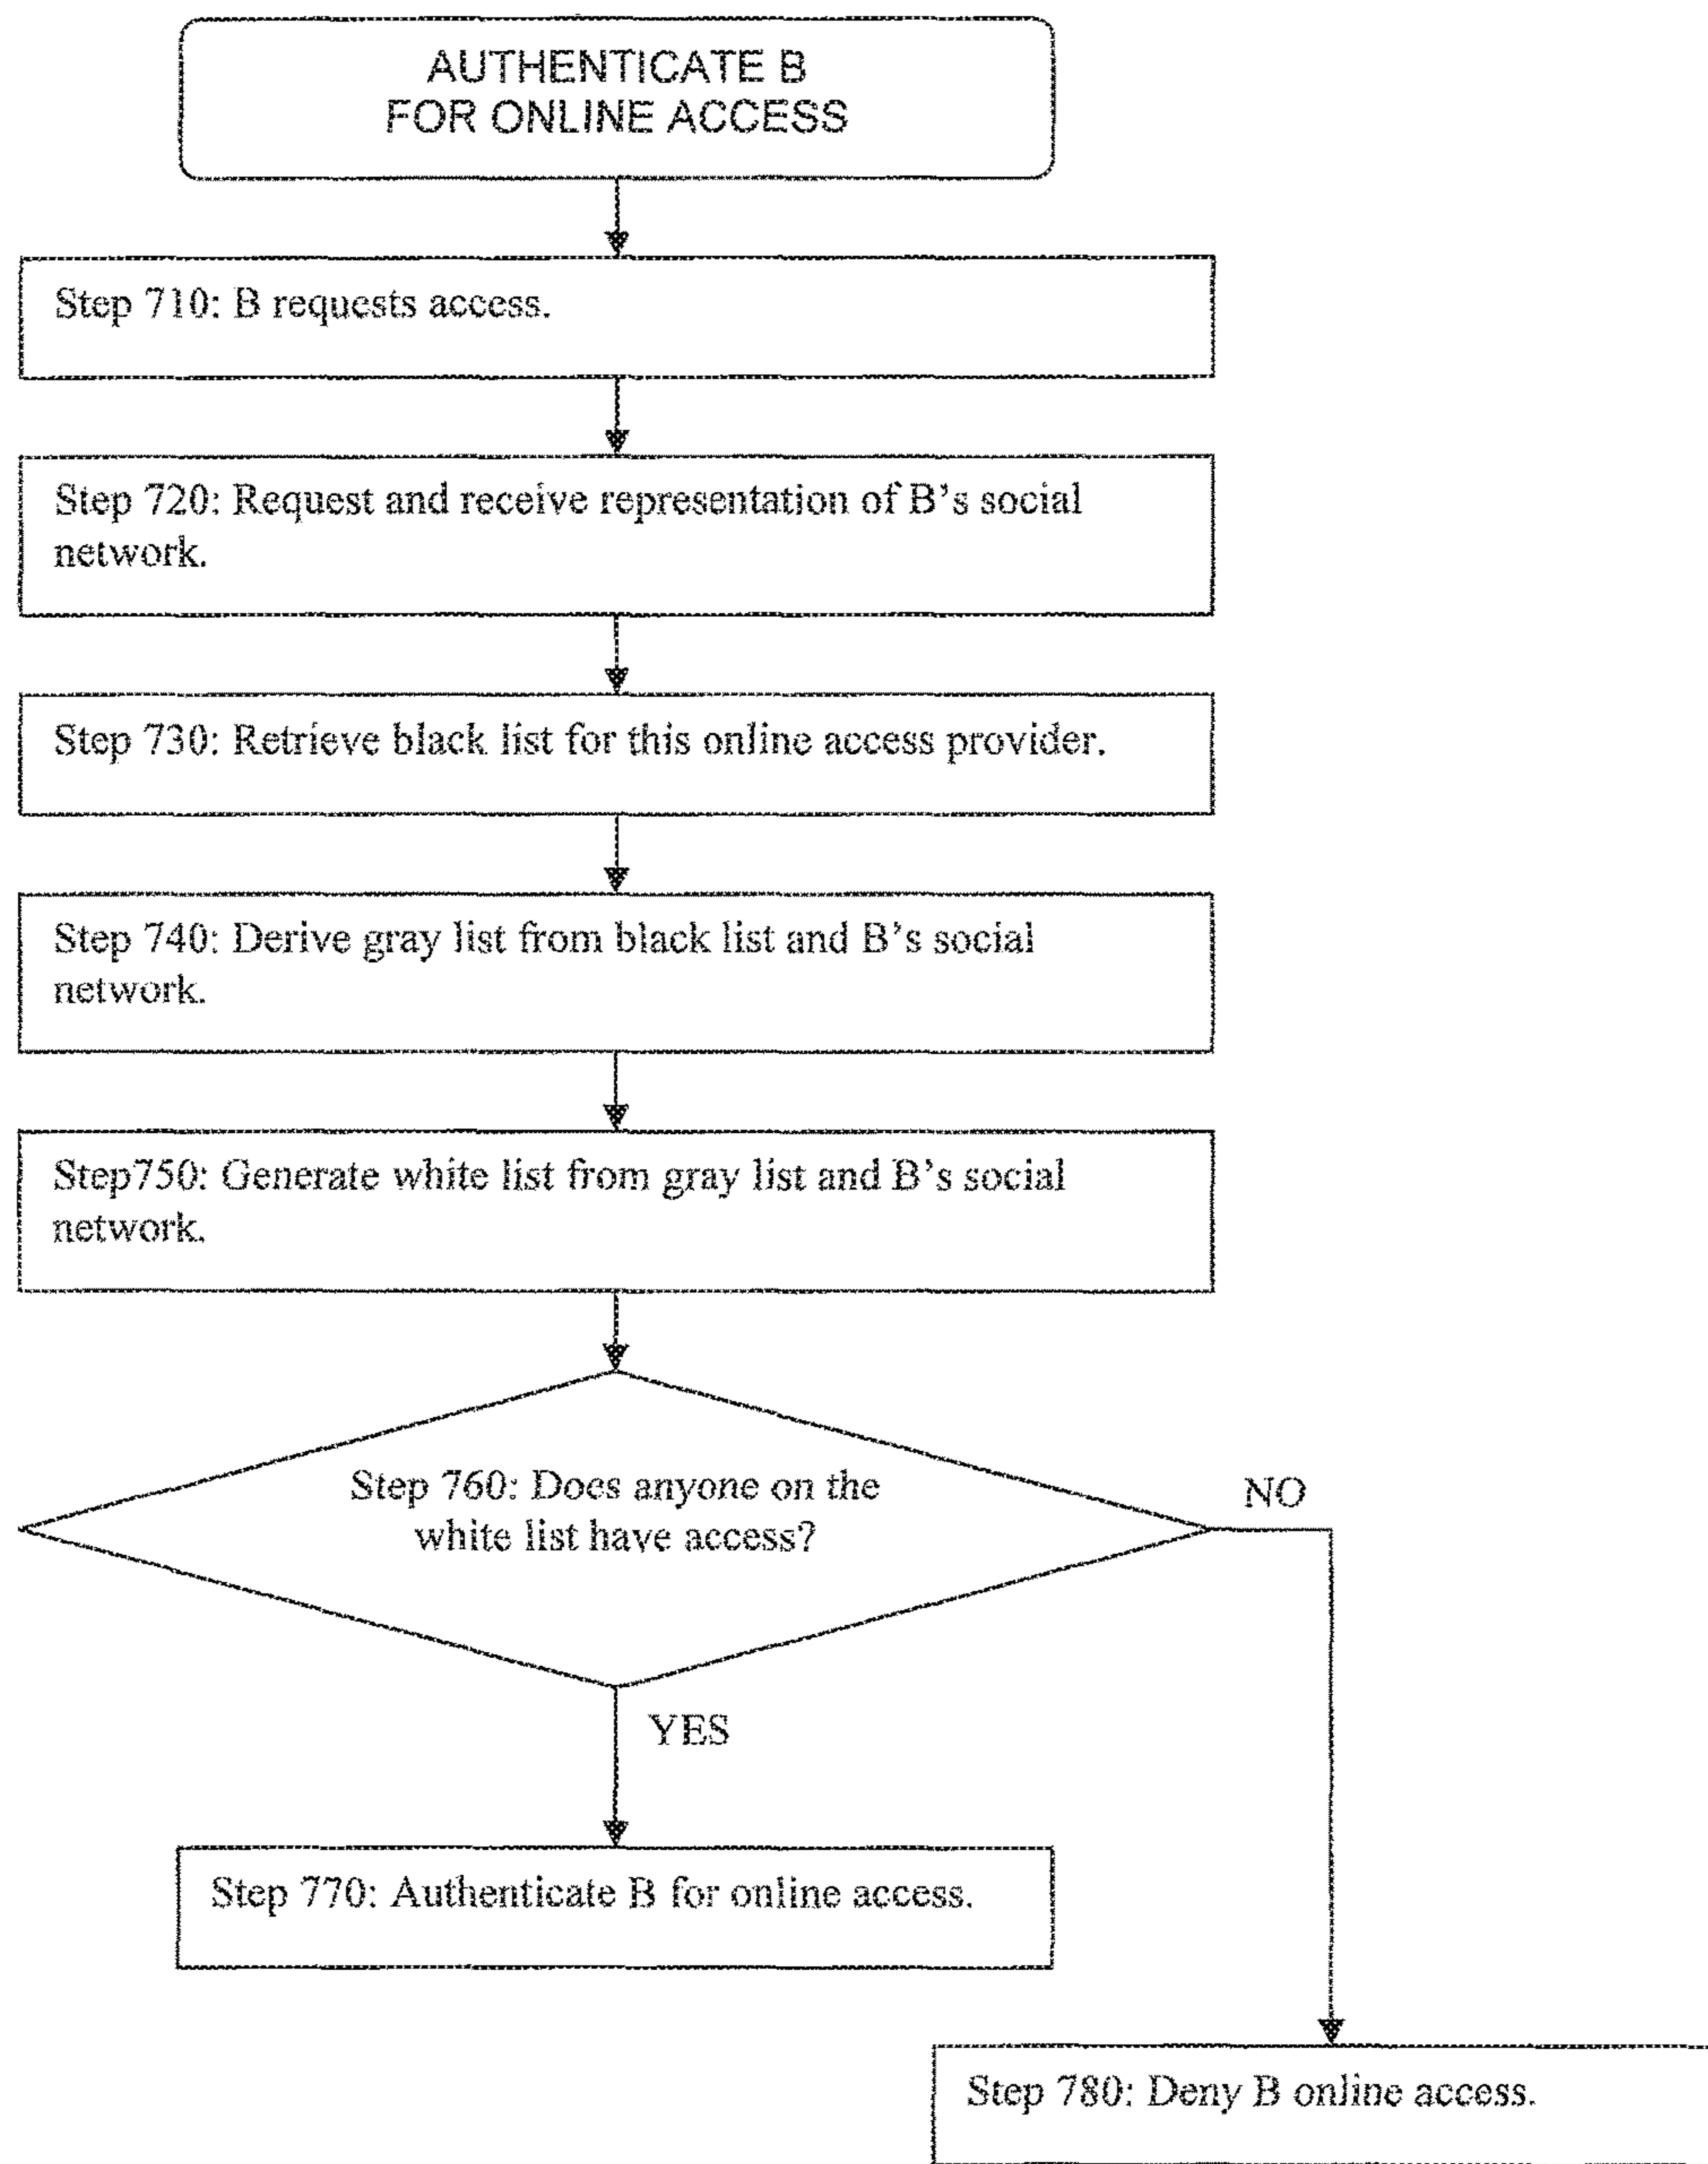 AUTHENTICATE B
FOR ONLINE ACCESS
Step 710: B requests access.
Step 720: Request and receive representation of B's social
network.
Step 730: Retrieve black list for this online access provider.
Step 740: Derive gray list from black list and B's social
network.
Step750: Generate white list from gray list and B's social
network.
Step 760: Does anyone on the
white list have access?
NO
YES
Step 770: Authenticate B for online access.
Step 780: Deny B online access.